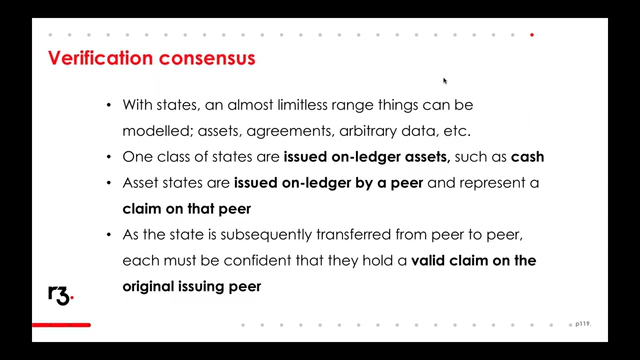 Verification consensus
• With states, an almost limitless range things can be
modelled; assets, agreements, arbitrary data, etc.
• One class of states are issued on-ledger assets, such as cash
• Asset states are issued on-ledger by a peer and represent a
claim on that peer
• As the state is subsequently transferred from peer to peer,
each must be confident that they hold a valid claim on the
original issuing peer
r3.
p119.